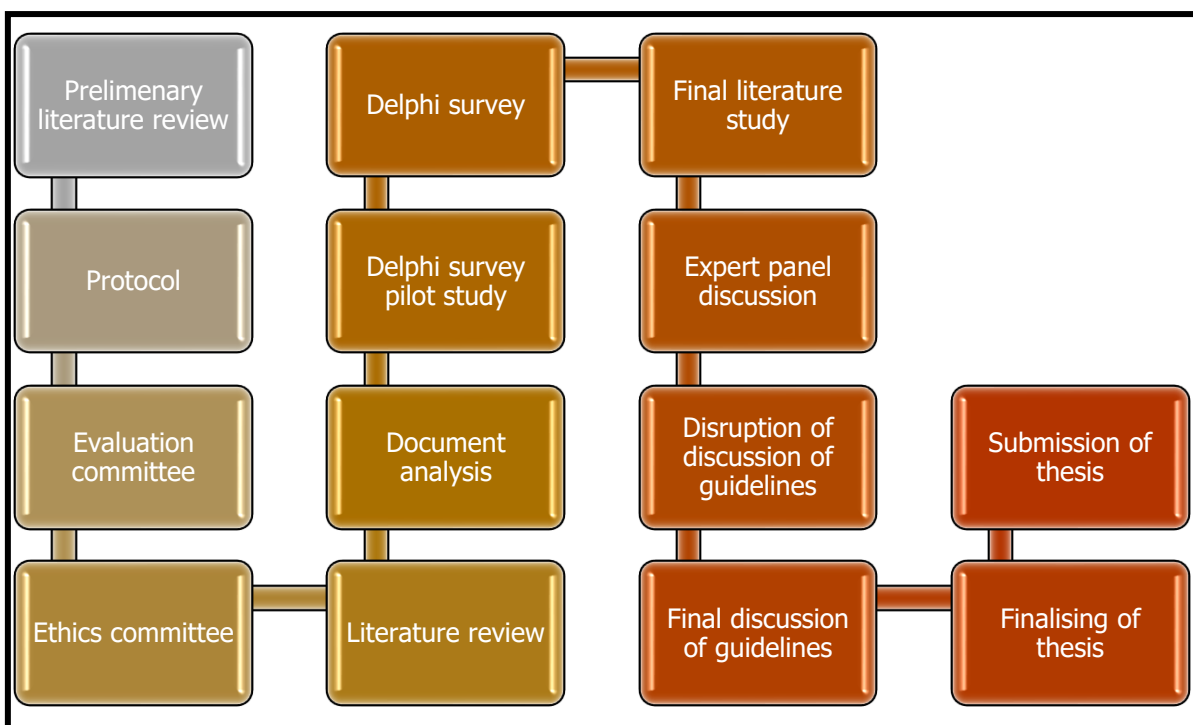 Prelimenary
literature review
Protocol
Evaluation
committee
Ethics committee
Literature review
Document
analysis
Delphi survey
pilot study
Delphi survey
Final literature
study
Expert panel
discussion
Disruption of
discussion of
guidelines
Final discussion
of guidelines
Finalising of
thesis
Submission of
thesis